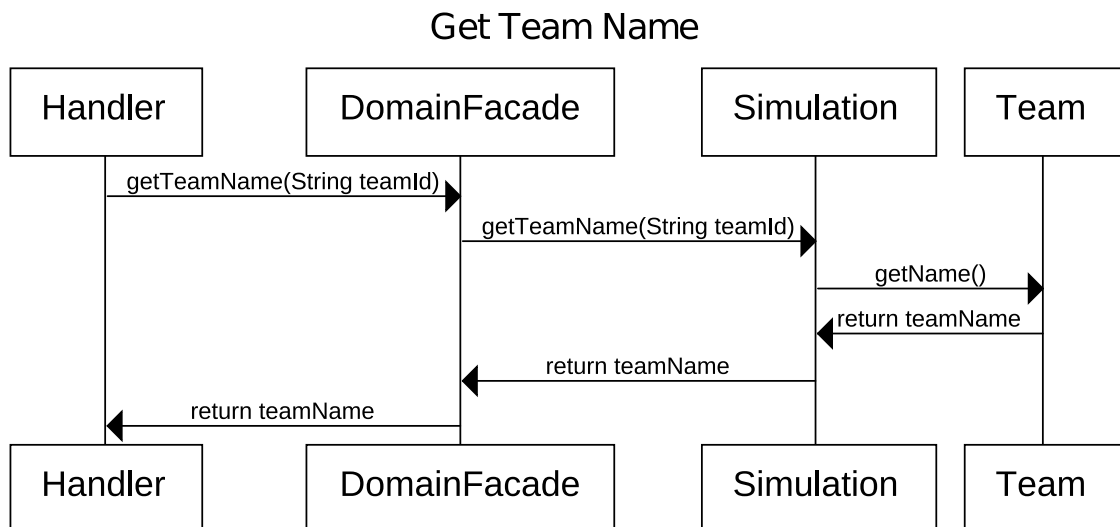 Get Team Name
Handler DomainFacade Simulation Team
getTeamName(String teamId)
getTeamName(String teamId)
getName()
return teamName
return teamName
return teamName
Handler DomainFacade Simulation Team